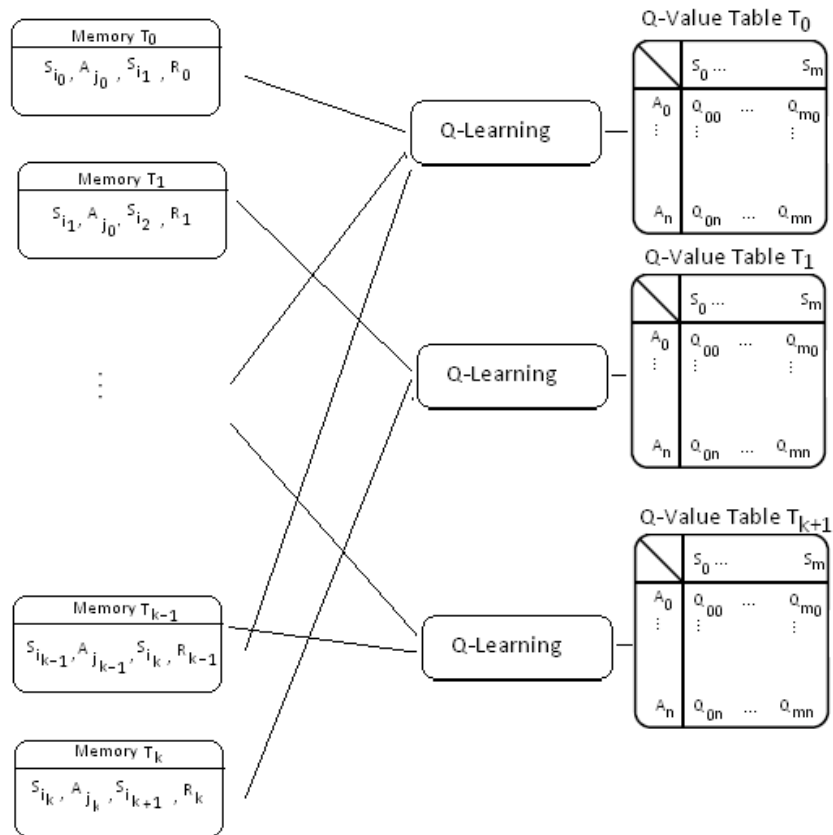 Memory T0
Si0, Aj0, Si1, R0
Memory T1
Si1, Aj0, Si2, R1
⋮
Memory Tk-1
Sik-1, Ajk-1, Sik, Rk-1
Memory Tk
Sik, Ajk, Sik+1, Rk
Q-Learning
Q-Learning
Q-Learning
Q-Value Table T0
S0 ... Sm
A0 Q00 ... Qm0
⋮ ⋮ ⋮
An Q0n ... Qmn
Q-Value Table T1
S0 ... Sm
A0 Q00 ... Qm0
⋮ ⋮ ⋮
An Q0n ... Qmn
Q-Value Table Tk+1
S0 ... Sm
A0 Q00 ... Qm0
⋮ ⋮ ⋮
An Q0n ... Qmn